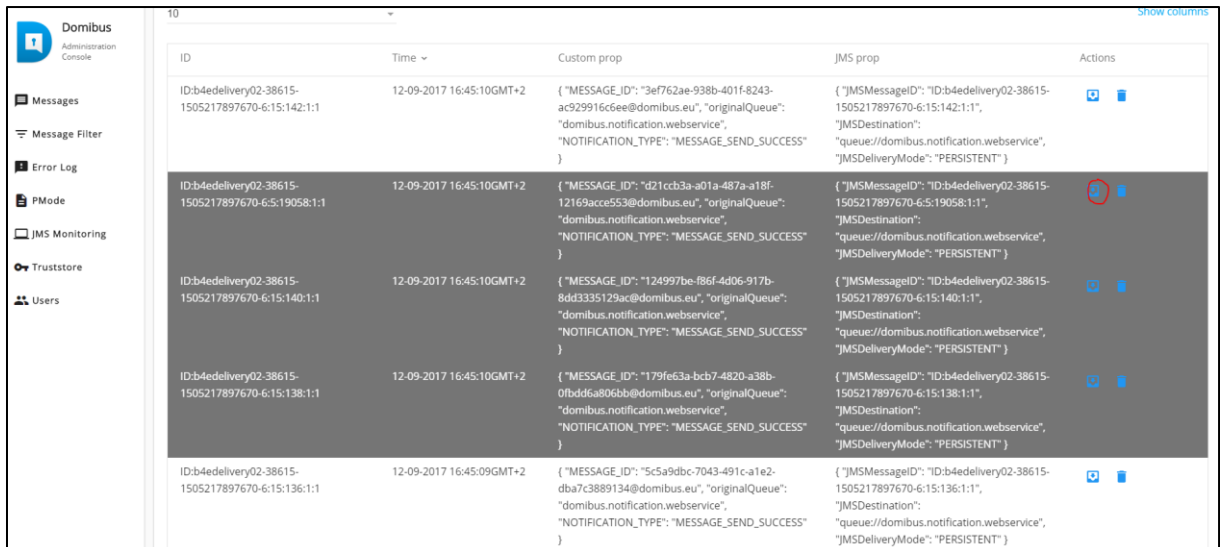 Domibus
Administration
Console
Messages
Message Filter
Error Log
PMode
JMS Monitoring
Truststore
Users
10
Show columns
ID
Time
Custom prop
JMS prop
Actions
ID:b4edelivery02-38615-
1505217897670-6:15:142:1:1
12-09-2017 16:45:10GMT+2
{ "MESSAGE_ID": "3ef762ae-938b-401f-8243-
ac929916c6ee@domibus.eu", "originalQueue":
"domibus.notification.webservice",
"NOTIFICATION_TYPE": "MESSAGE_SEND_SUCCESS"
}
{ "JMSMessageID": "ID:b4edelivery02-38615-
1505217897670-6:15:142:1:1",
"JMSDestination":
"queue://domibus.notification.webservice",
"JMSDeliveryMode": "PERSISTENT" }
ID:b4edelivery02-38615-
1505217897670-6:5:19058:1:1
12-09-2017 16:45:10GMT+2
{ "MESSAGE_ID": "d21ccb3a-a01a-487a-a18f-
12169acce553@domibus.eu", "originalQueue":
"domibus.notification.webservice",
"NOTIFICATION_TYPE": "MESSAGE_SEND_SUCCESS"
}
{ "JMSMessageID": "ID:b4edelivery02-38615-
1505217897670-6:5:19058:1:1",
"JMSDestination":
"queue://domibus.notification.webservice",
"JMSDeliveryMode": "PERSISTENT" }
ID:b4edelivery02-38615-
1505217897670-6:15:140:1:1
12-09-2017 16:45:10GMT+2
{ "MESSAGE_ID": "124997be-f86f-4d06-917b-
8dd3335129ac@domibus.eu", "originalQueue":
"domibus.notification.webservice",
"NOTIFICATION_TYPE": "MESSAGE_SEND_SUCCESS"
}
{ "JMSMessageID": "ID:b4edelivery02-38615-
1505217897670-6:15:140:1:1",
"JMSDestination":
"queue://domibus.notification.webservice",
"JMSDeliveryMode": "PERSISTENT" }
ID:b4edelivery02-38615-
1505217897670-6:15:138:1:1
12-09-2017 16:45:10GMT+2
{ "MESSAGE_ID": "179fe63a-bcb7-4820-a38b-
0fbdd6a806bb@domibus.eu", "originalQueue":
"domibus.notification.webservice",
"NOTIFICATION_TYPE": "MESSAGE_SEND_SUCCESS"
}
{ "JMSMessageID": "ID:b4edelivery02-38615-
1505217897670-6:15:138:1:1",
"JMSDestination":
"queue://domibus.notification.webservice",
"JMSDeliveryMode": "PERSISTENT" }
ID:b4edelivery02-38615-
1505217897670-6:15:136:1:1
12-09-2017 16:45:09GMT+2
{ "MESSAGE_ID": "5c5a9dbc-7043-491c-a1e2-
dba7c3889134@domibus.eu", "originalQueue":
"domibus.notification.webservice",
"NOTIFICATION_TYPE": "MESSAGE_SEND_SUCCESS"
}
{ "JMSMessageID": "ID:b4edelivery02-38615-
1505217897670-6:15:136:1:1",
"JMSDestination":
"queue://domibus.notification.webservice",
"JMSDeliveryMode": "PERSISTENT" }